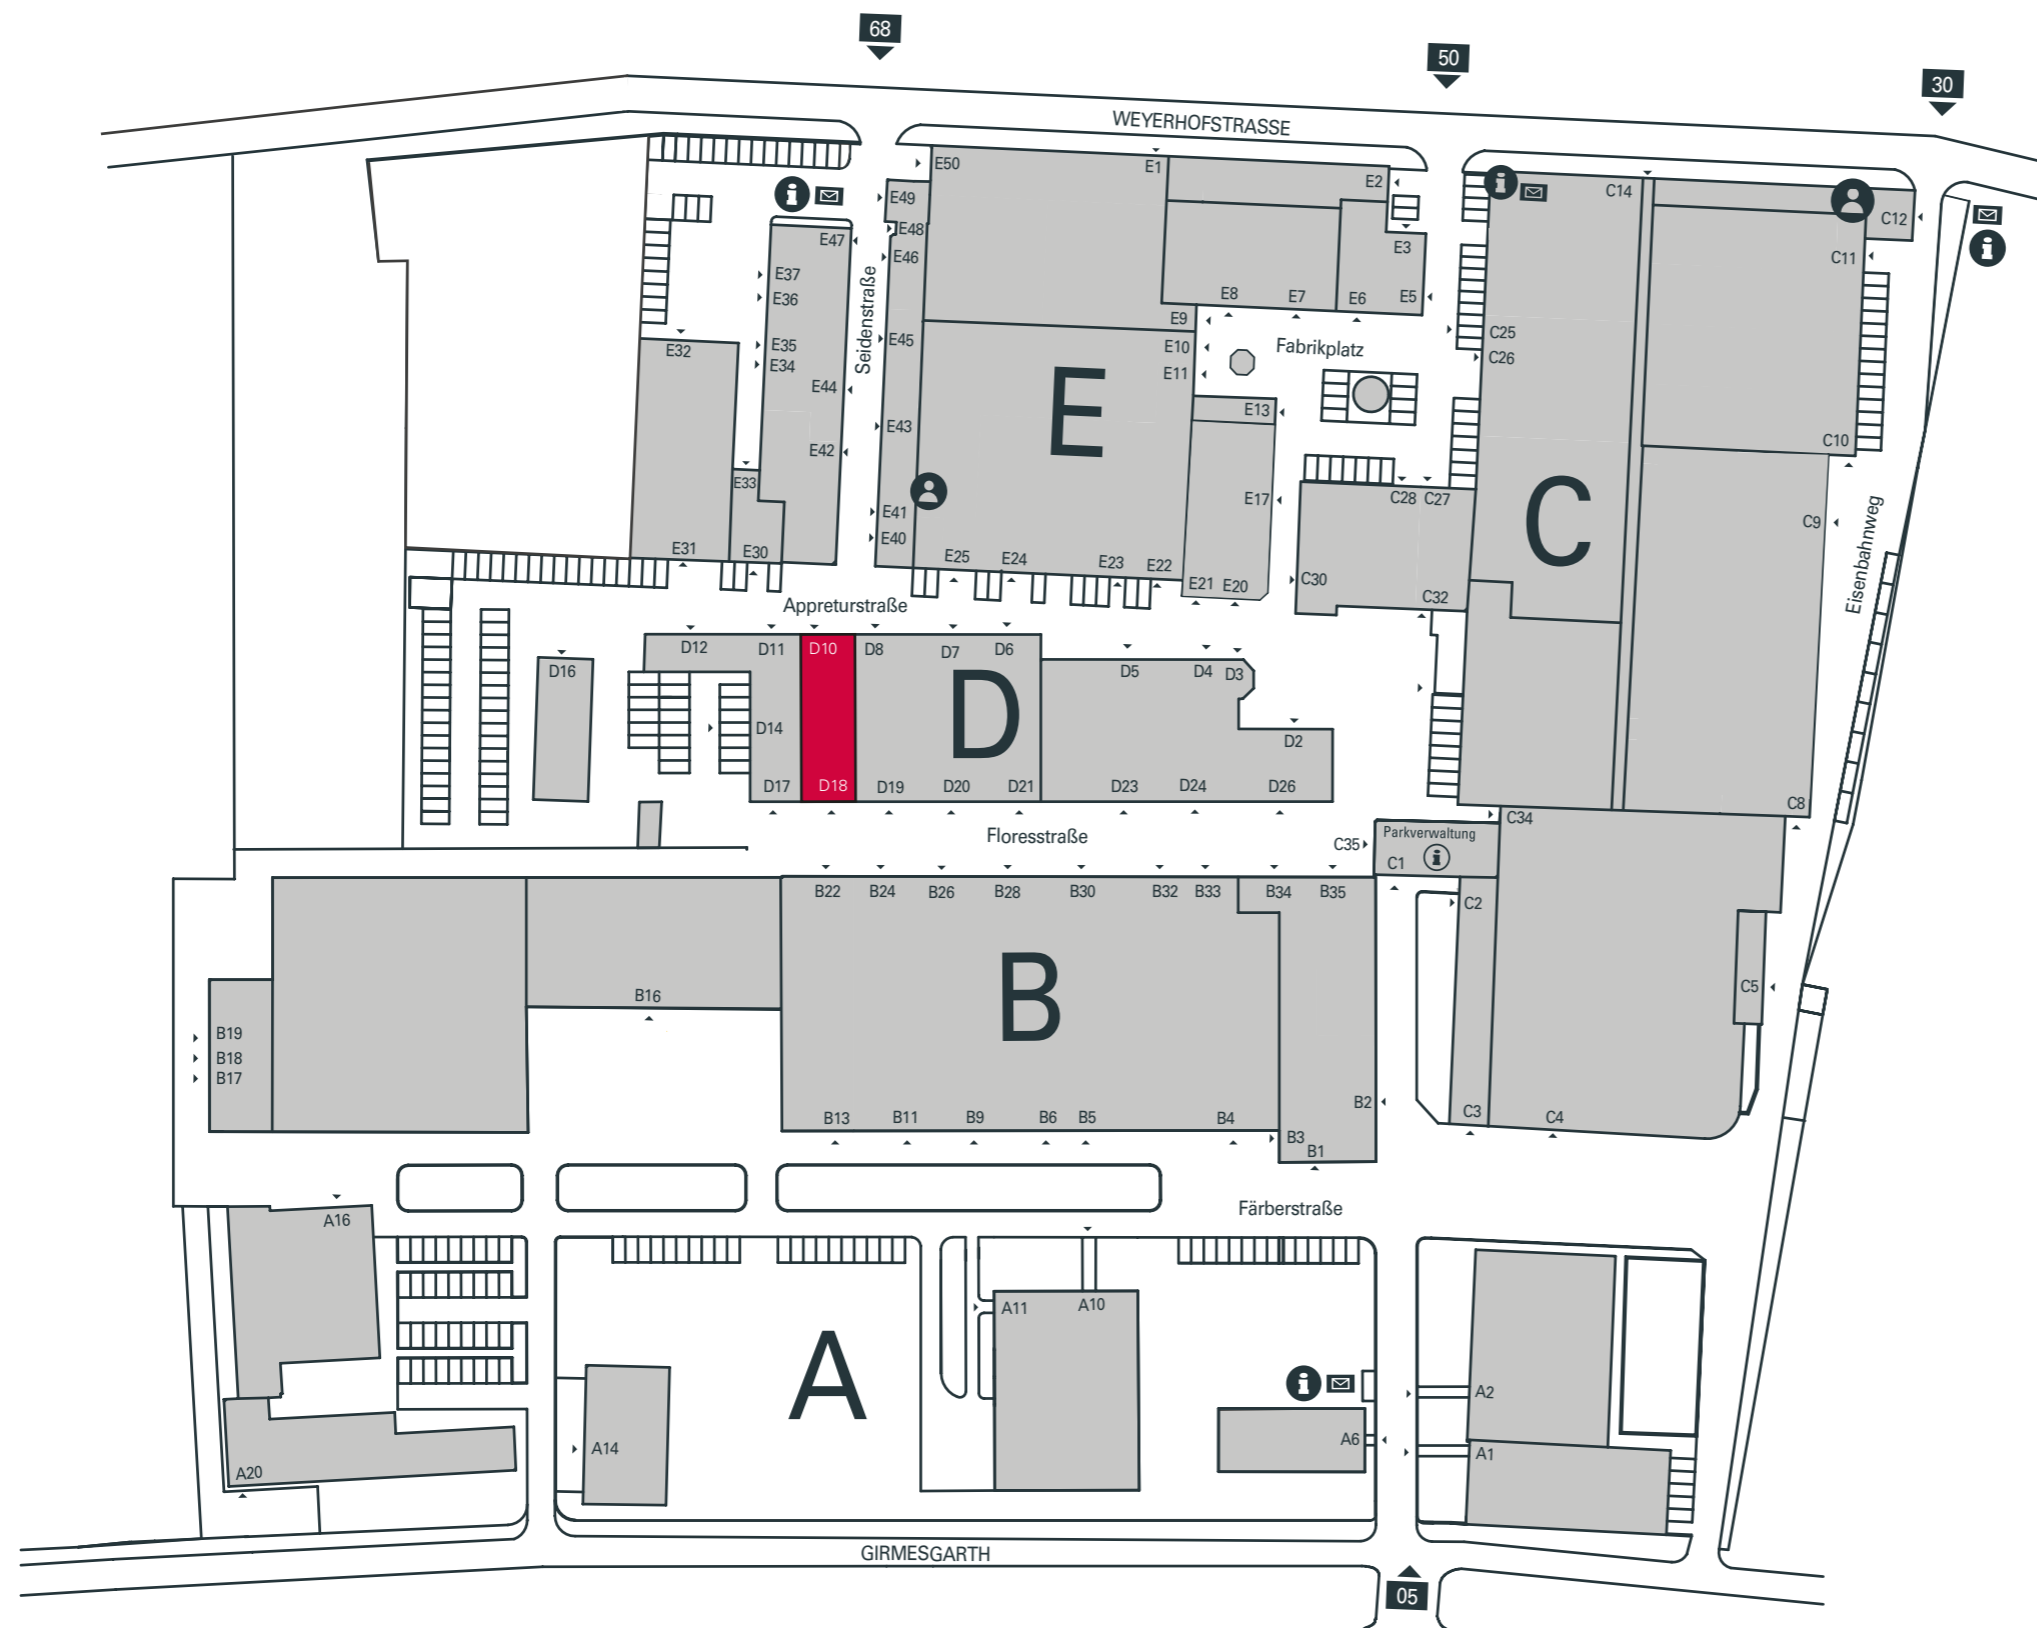 68
50
30
WEYERHOFSTRASSE
E50
E1
E2
C14
C12
E49
E48
E47
E46
E3
C11
E37
E36
E8
E7
E6
E5
Seidenstraße
E9
E45
E10
Fabrikplatz
C25
C26
E32
E35
E34
E11
E44
E
E13
E43
E42
C10
E33
E17
C28
C27
C
C9
E41
E40
E31
E30
E25
E24
E23
E22
E21
E20
C30
C32
Eisenbahnweg
Appreturstraße
D12
D11
D10
D8
D7
D6
D16
D5
D4
D3
D
D14
D2
D17
D18
D19
D20
D21
D23
D24
D26
C8
C34
Floresstraße
C35
Parkverwaltung
C1
B22
B24
B26
B28
B30
B32
B33
B34
B35
C2
B16
B
C5
B19
B18
B17
B13
B11
B9
B6
B5
B4
B2
C3
C4
B3
B1
Färberstraße
A16
A11
A10
A
A2
A14
A6
A1
A20
GIRMESGARTH
05